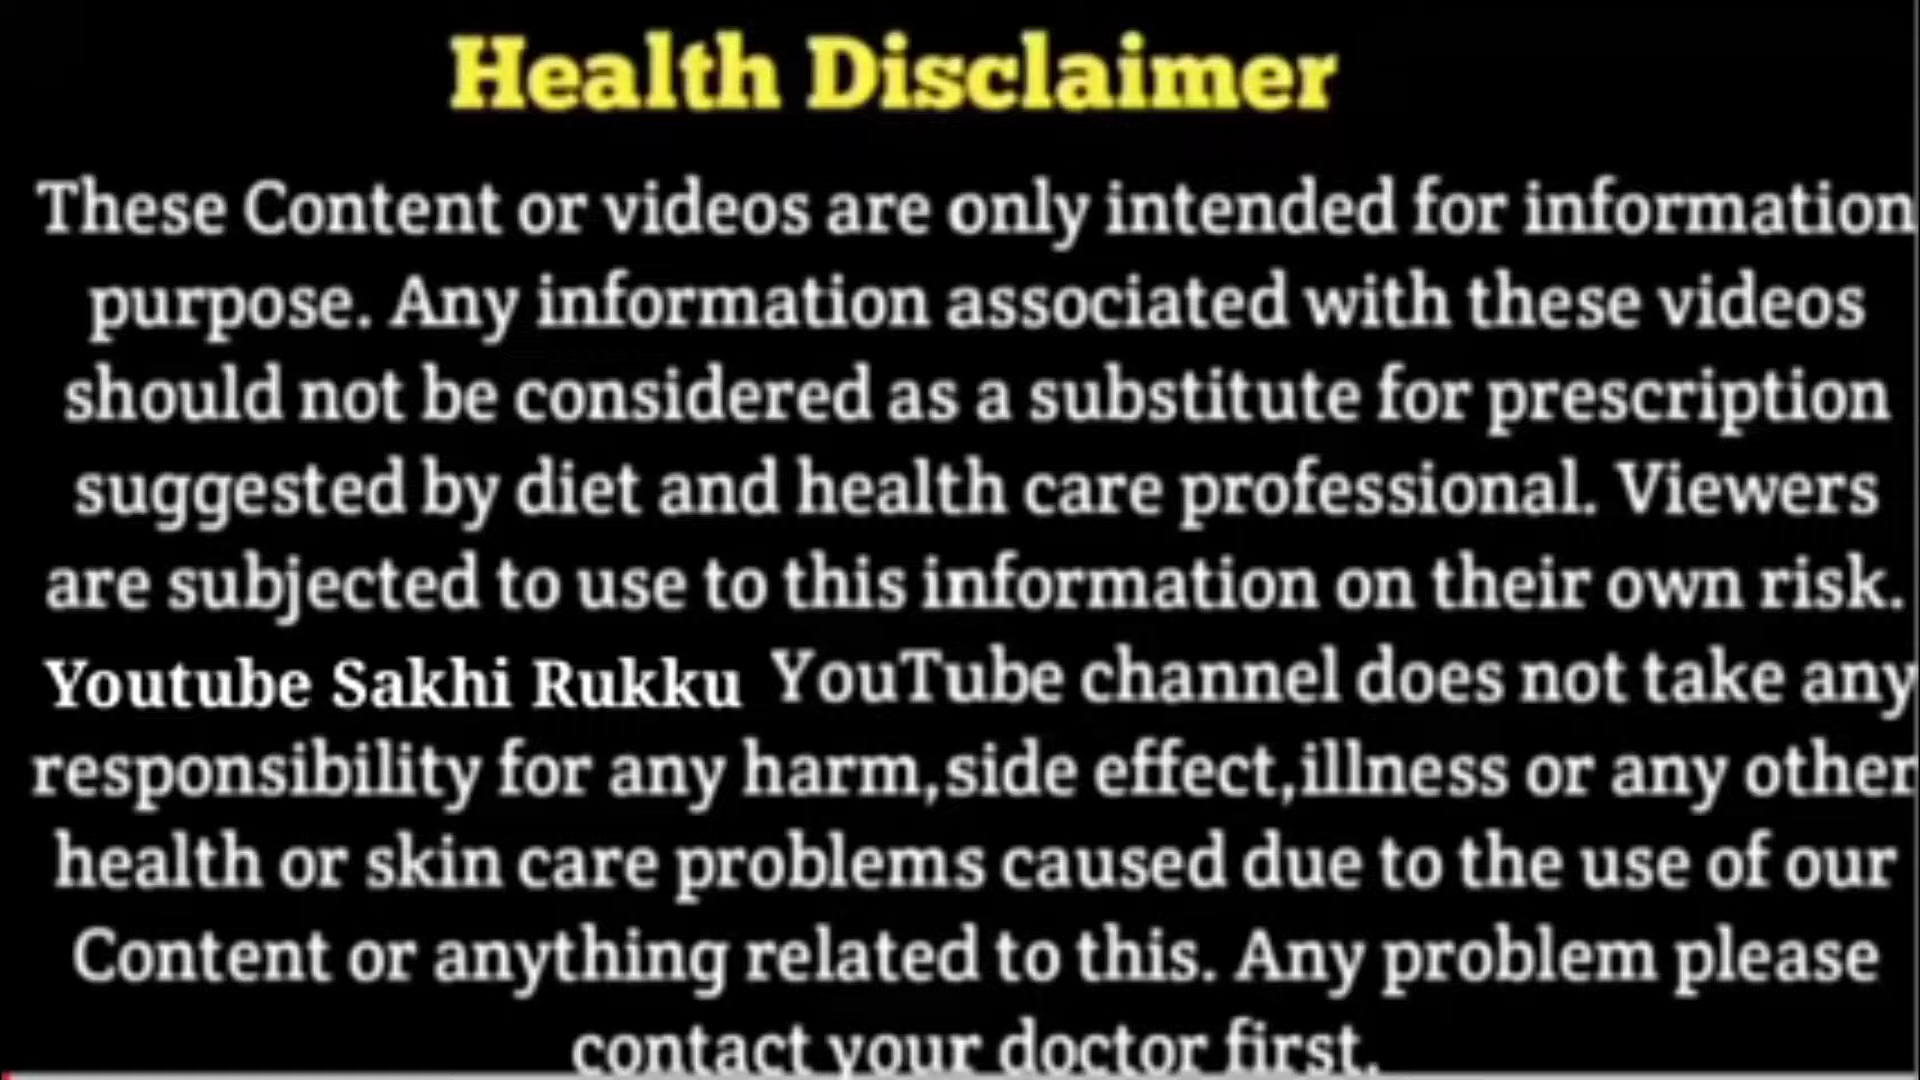 Health Disclaimer
These Content or videos are only intended for information
purpose. Any information associated with these videos
should not be considered as a substitute for prescription
suggested by diet and health care professional. Viewers
are subjected to use to this information on their own risk.
Youtube Sakhi Rukku YouTube channel does not take any
responsibility for any harm,side effect,illness or any other
health or skin care problems caused due to the use of our
Content or anything related to this. Any problem please
contact your doctor first.